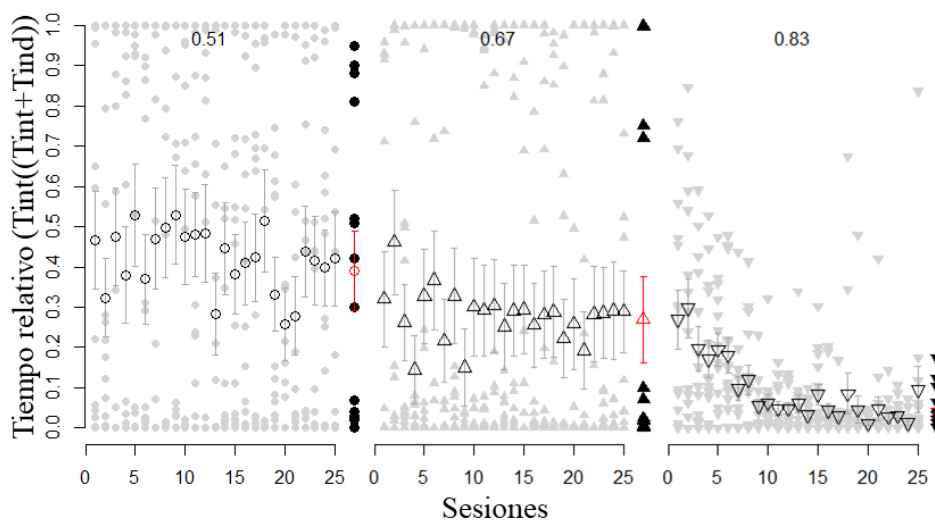 Tiempo relativo (Tint((Tint+Tind))
0.0 0.1 0.2 0.3 0.4 0.5 0.6 0.7 0.8 0.9 1.0
0.51 0.67 0.83
0 5 10 15 20 25 0 5 10 15 20 25 0 5 10 15 20 25
Sesiones